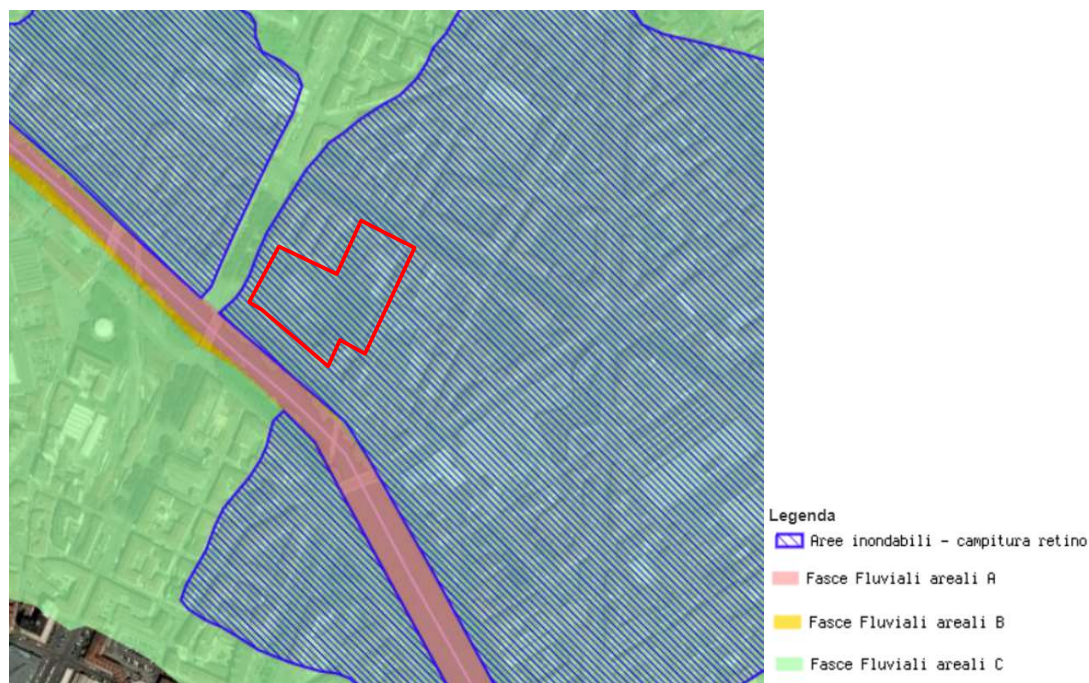 Legenda
Aree inondabili - campitura retino
Fasce Fluviali areali A
Fasce Fluviali areali B
Fasce Fluviali areali C